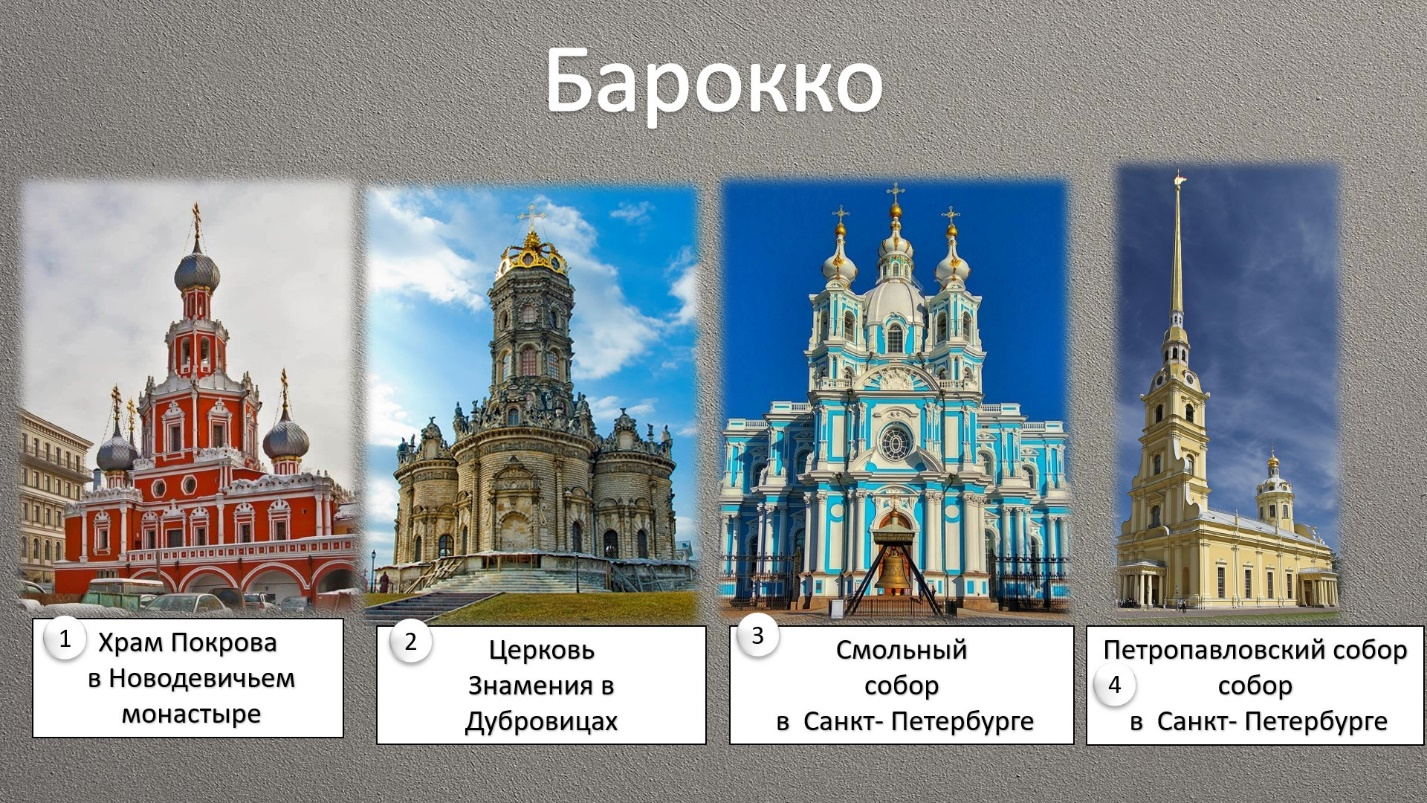 Барокко
1
Храм Покрова
в Новодевичьем
монастыре
2
Церковь
Знамения в
Дубровицах
3
Смольный
собор
в Санкт- Петербурге
4
Петропавловский собор
собор
в Санкт- Петербурге